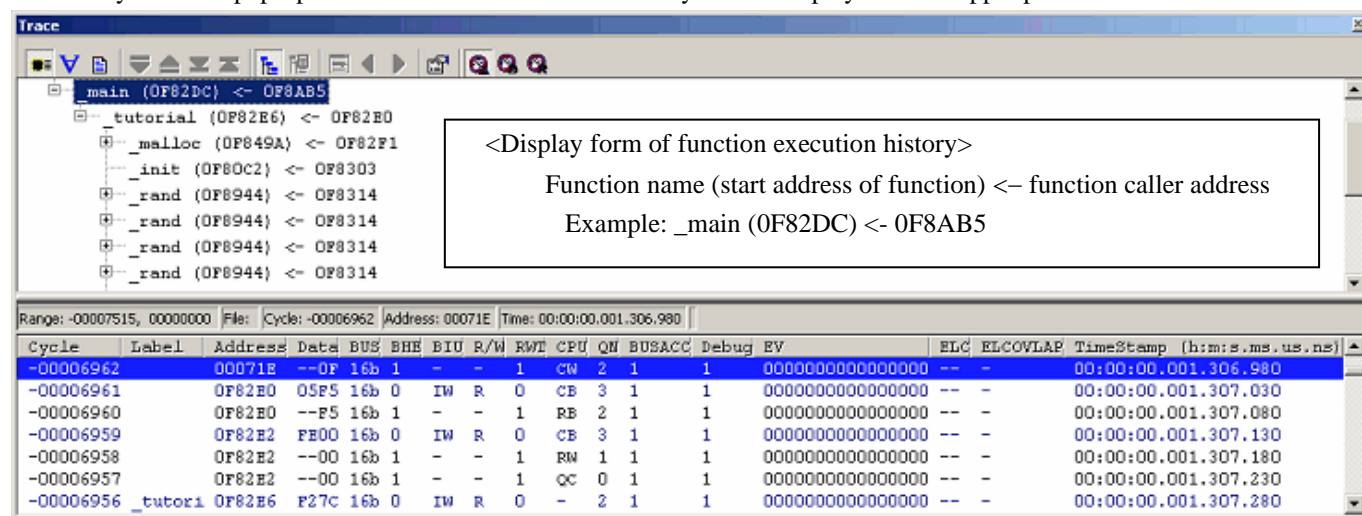 Trace
_main (0F82DC) <- 0F8AB5
_tutorial (0F82E6) <- 0F82E0
_malloc (0F849A) <- 0F82F1
_init (0F80C2) <- 0F8303
_rand (0F8944) <- 0F8314
_rand (0F8944) <- 0F8314
_rand (0F8944) <- 0F8314
_rand (0F8944) <- 0F8314
<Display form of function execution history>
Function name (start address of function) <– function caller address
Example: _main (0F82DC) <- 0F8AB5
Range: -00007515, 00000000 File: Cycle: -00006962 Address: 00071E Time: 00:00:00.001.306.980
Cycle Label Address Data BUS BHE BIU R/W RWT CPU QN BUSACC Debug EV ELC ELCOVLAP TimeStamp (h:m:s.ms.us.ns)
-00006962 00071E --0F 16b 1 - - 1 CW 2 1 1 0000000000000000 -- - 00:00:00.001.306.980
-00006961 0F82E0 05F5 16b 0 IW R 0 CB 3 1 1 0000000000000000 -- - 00:00:00.001.307.030
-00006960 0F82E0 --F5 16b 1 - - 1 RB 2 1 1 0000000000000000 -- - 00:00:00.001.307.080
-00006959 0F82E2 FE00 16b 0 IW R 0 CB 3 1 1 0000000000000000 -- - 00:00:00.001.307.130
-00006958 0F82E2 --00 16b 1 - - 1 RW 1 1 1 0000000000000000 -- - 00:00:00.001.307.180
-00006957 0F82E2 --00 16b 1 - - 1 QC 0 1 1 0000000000000000 -- - 00:00:00.001.307.230
-00006956 _tutori 0F82E6 F27C 16b 0 IW R 0 - 2 1 1 0000000000000000 -- - 00:00:00.001.307.280